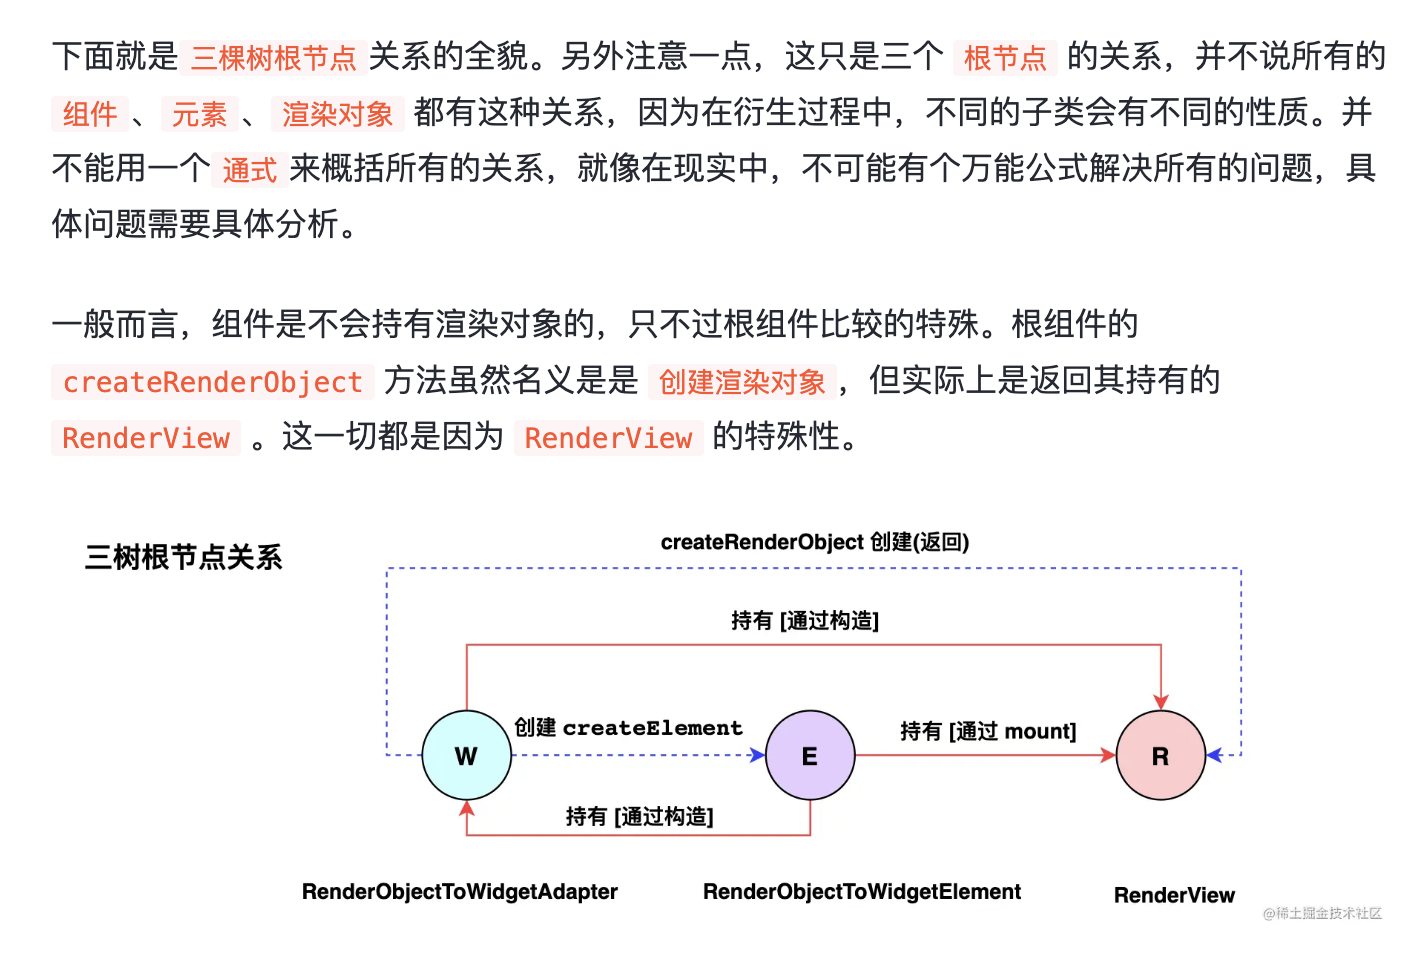 下面就是 三棵树根节点 关系的全貌。另外注意一点，这只是三个 根节点 的关系，并不说所有的
组件 、 元素 、 渲染对象 都有这种关系，因为在衍生过程中，不同的子类会有不同的性质。并
不能用一个 通式 来概括所有的关系，就像在现实中，不可能有个万能公式解决所有的问题，具
体问题需要具体分析。
一般而言，组件是不会持有渲染对象的，只不过根组件比较的特殊。根组件的
createRenderObject 方法虽然名义是是 创建渲染对象 ，但实际上是返回其持有的
RenderView 。这一切都是因为 RenderView 的特殊性。
三树根节点关系
createRenderObject 创建(返回)
持有 [通过构造]
创建 createElement
持有 [通过 mount]
W
E
R
持有 [通过构造]
RenderObjectToWidgetAdapter
RenderObjectToWidgetElement
RenderView
@稀土掘金技术社区